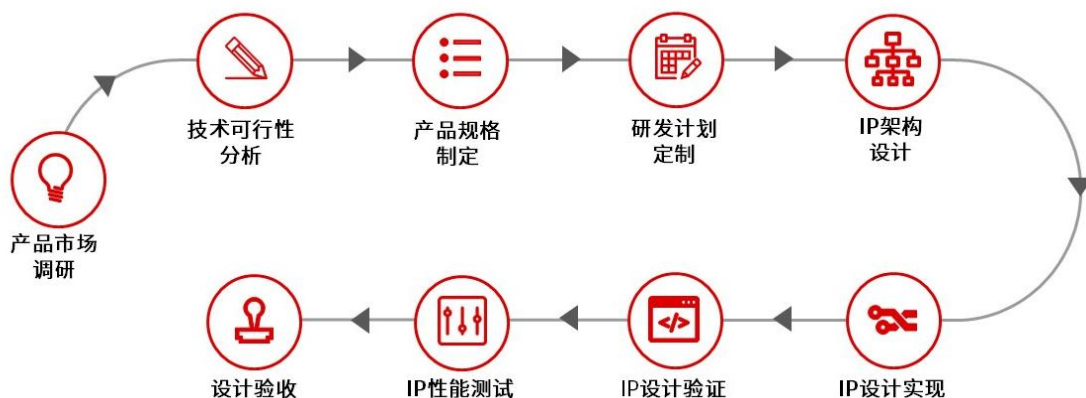 产品市场
调研
技术可行性
分析
产品规格
制定
研发计划
定制
IP架构
设计
IP设计实现
</>
IP设计验证
IP性能测试
设计验收